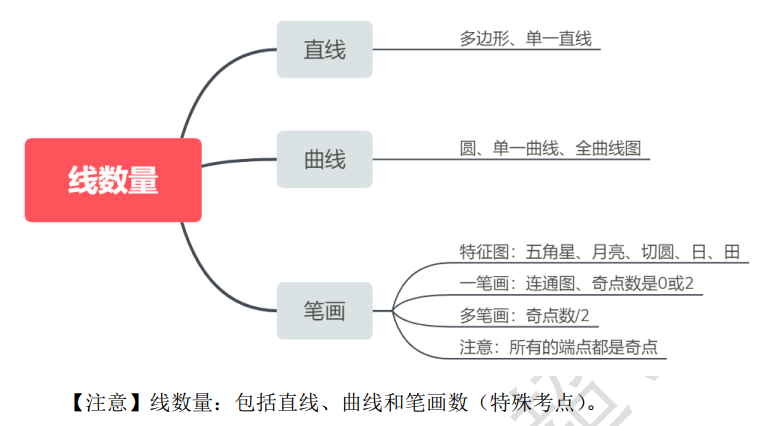 线数量
直线
多边形、单一直线
曲线
圆、单一曲线、全曲线图
笔画
特征图：五角星、月亮、切圆、日、田
一笔画：连通图、奇点数是0或2
多笔画：奇点数/2
注意：所有的端点都是奇点
【注意】线数量：包括直线、曲线和笔画数（特殊考点）。